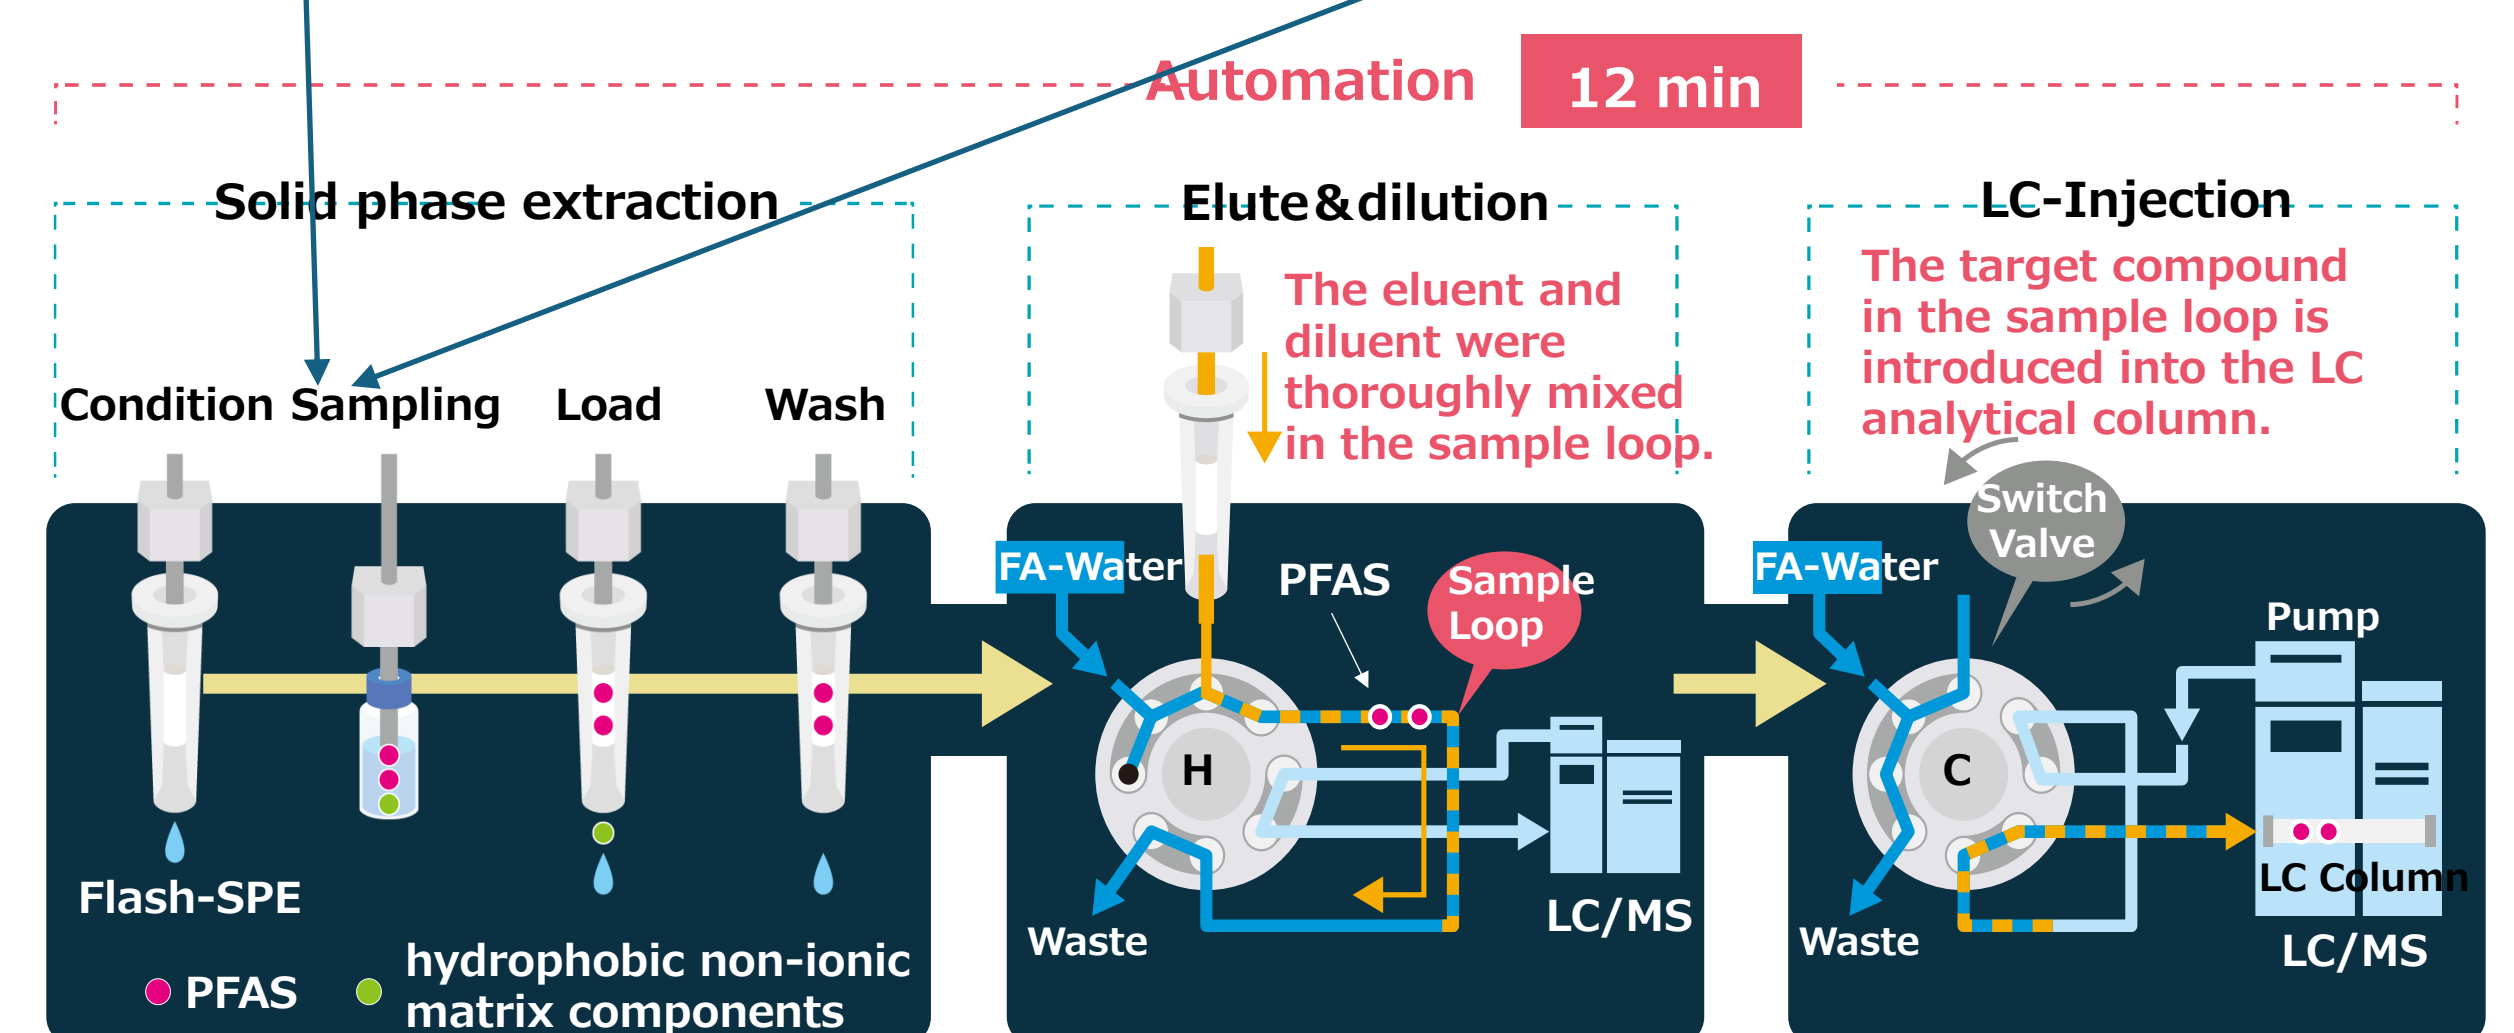 Automation
12 min
Solid phase extraction
Elute&dilution
LC-Injection
Condition
Sampling
Load
Wash
Flash-SPE
PFAS
hydrophobic non-ionic
matrix components
The eluent and
diluent were
thoroughly mixed
in the sample loop.
FA-Water
PFAS
Sample
Loop
H
Waste
LC/MS
The target compound
in the sample loop is
introduced into the LC
analytical column.
Switch
Valve
FA-Water
Pump
C
LC Column
Waste
LC/MS